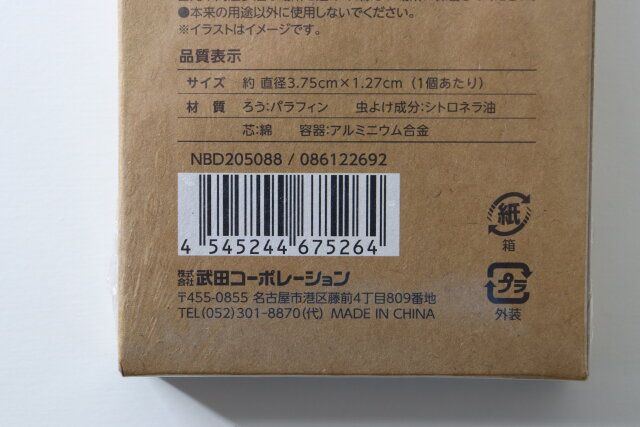 ●本来の用途以外に使用しないでください。
※イラストはイメージです。
品質表示
サイズ 約 直径3.75cm×1.27cm（1個あたり）
材 質 ろう:パラフィン 虫よけ成分:シトロネラ油
芯:綿 容器:アルミニウム合金
NBD205088 / 086122692
4 545244 675264
紙
箱
株式会社 武田コーポレーション
〒455-0855 名古屋市港区藤前4丁目809番地
TEL(052)301-8870(代) MADE IN CHINA
プラ
外装